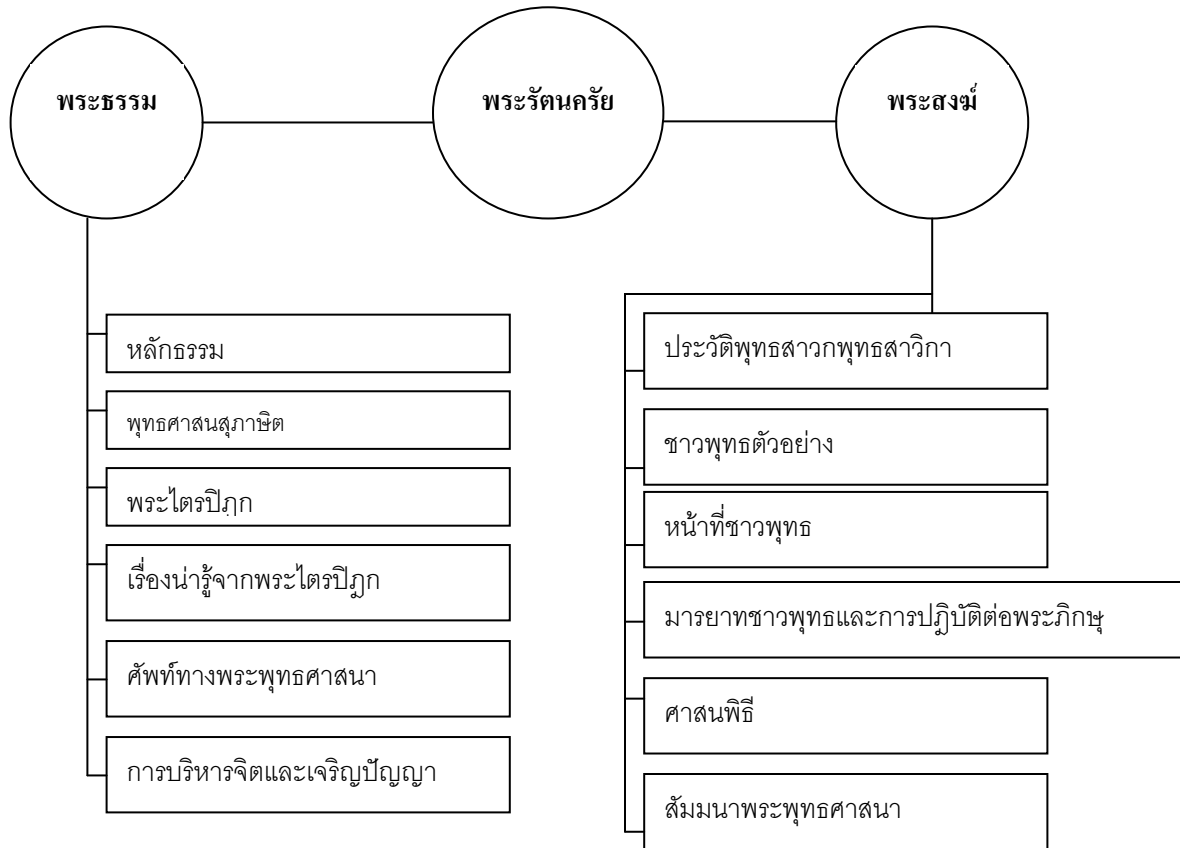 พระธรรม
พระรัตนครัย
พระสงฆ์
หลักธรรม
พุทธศาสนสุภาษิต
พระไตรปิฎก
เรื่องน่ารู้จากพระไตรปิฎก
ศัพท์ทางพระพุทธศาสนา
การบริหารจิตและเจริญปัญญา
ประวัติพุทธสาวกพุทธสาวิกา
ชาวพุทธตัวอย่าง
หน้าที่ชาวพุทธ
มารยาทชาวพุทธและการปฎิบัติต่อพระภิกษุ
ศาสนพิธี
สัมมนาพระพุทธศาสนา